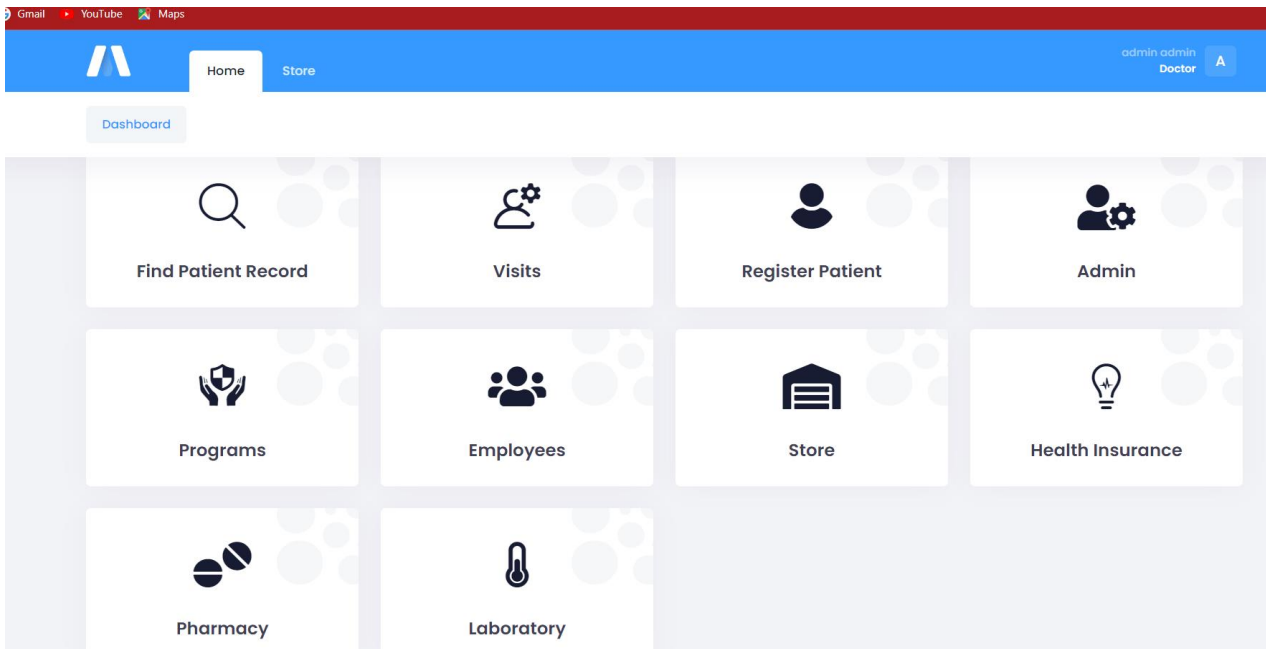 Gmail YouTube Maps
Home Store
admin admin
Doctor
A
Dashboard
Find Patient Record Visits Register Patient Admin
Programs Employees Store Health Insurance
Pharmacy Laboratory